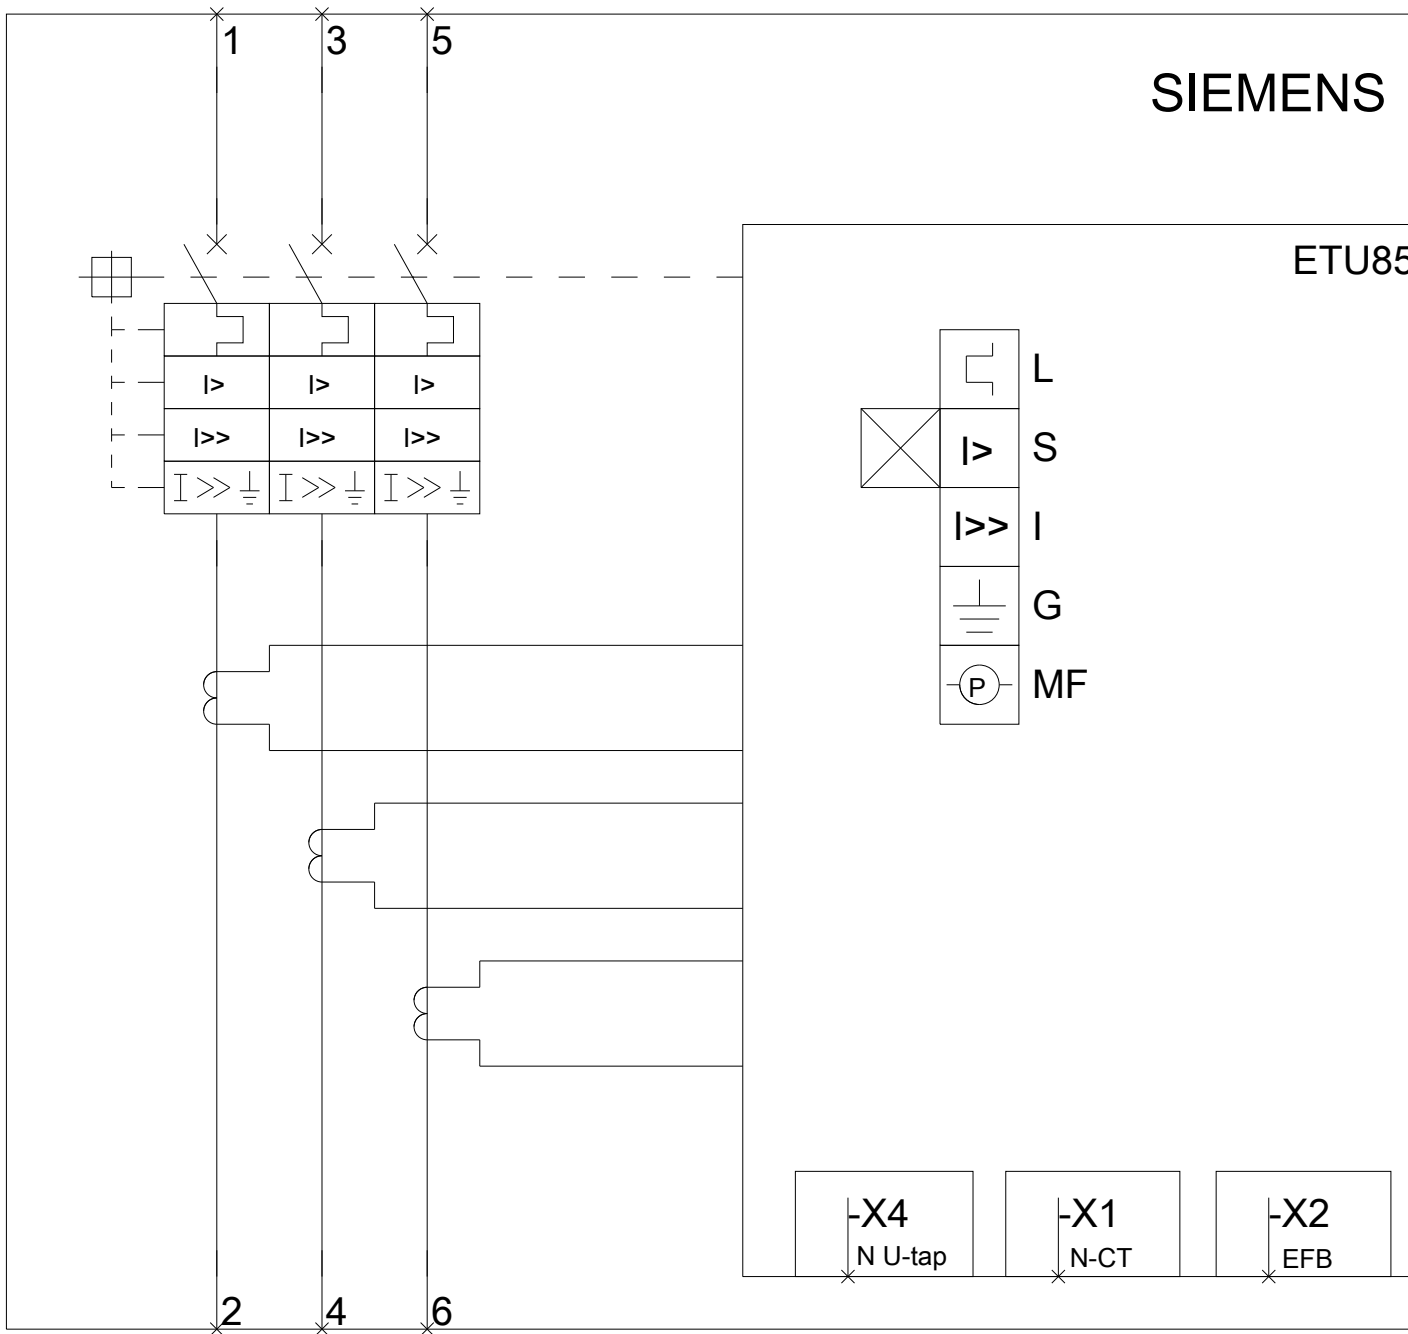 1 3 5
SIEMENS
ETU85
I> I> I>
I>> I>> I>>
I>> I>> I>>
L
I> S
I>> I
G
P MF
-X4 -X1 -X2
N U-tap N-CT EFB
2 4 6